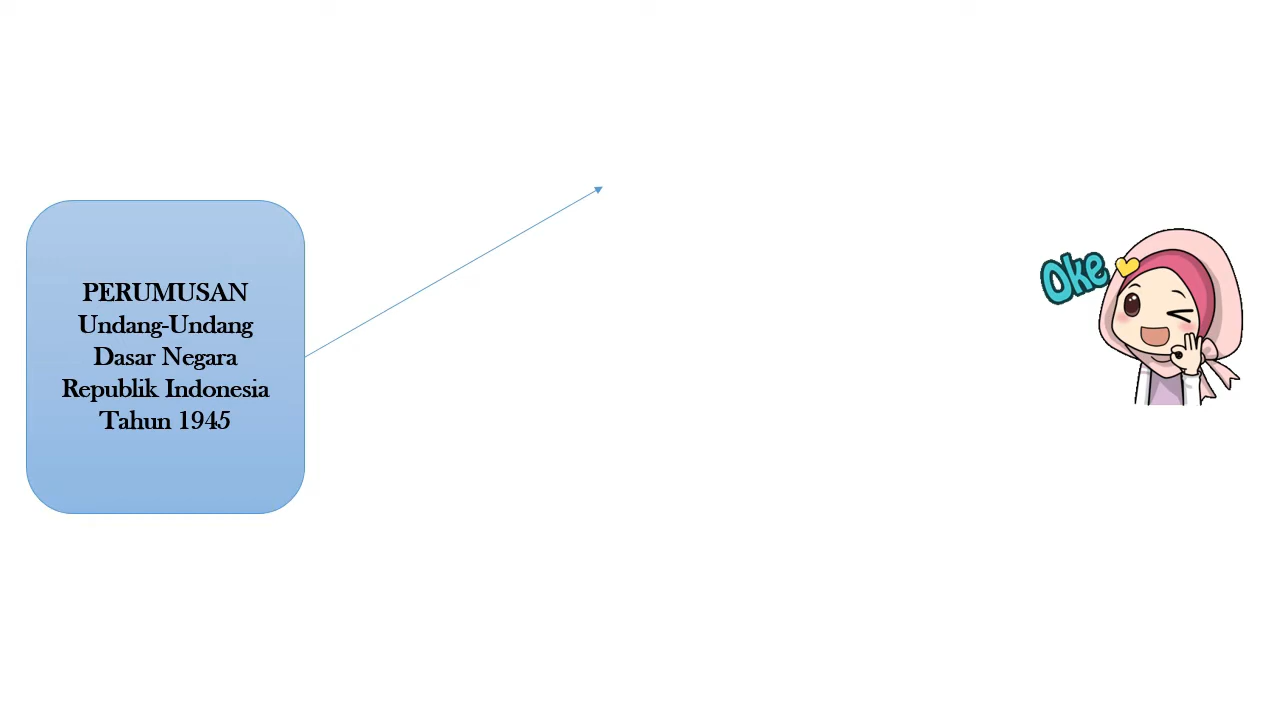 PERUMUSAN
Undang-Undang
Dasar Negara
Republik Indonesia
Tahun 1945
Oke